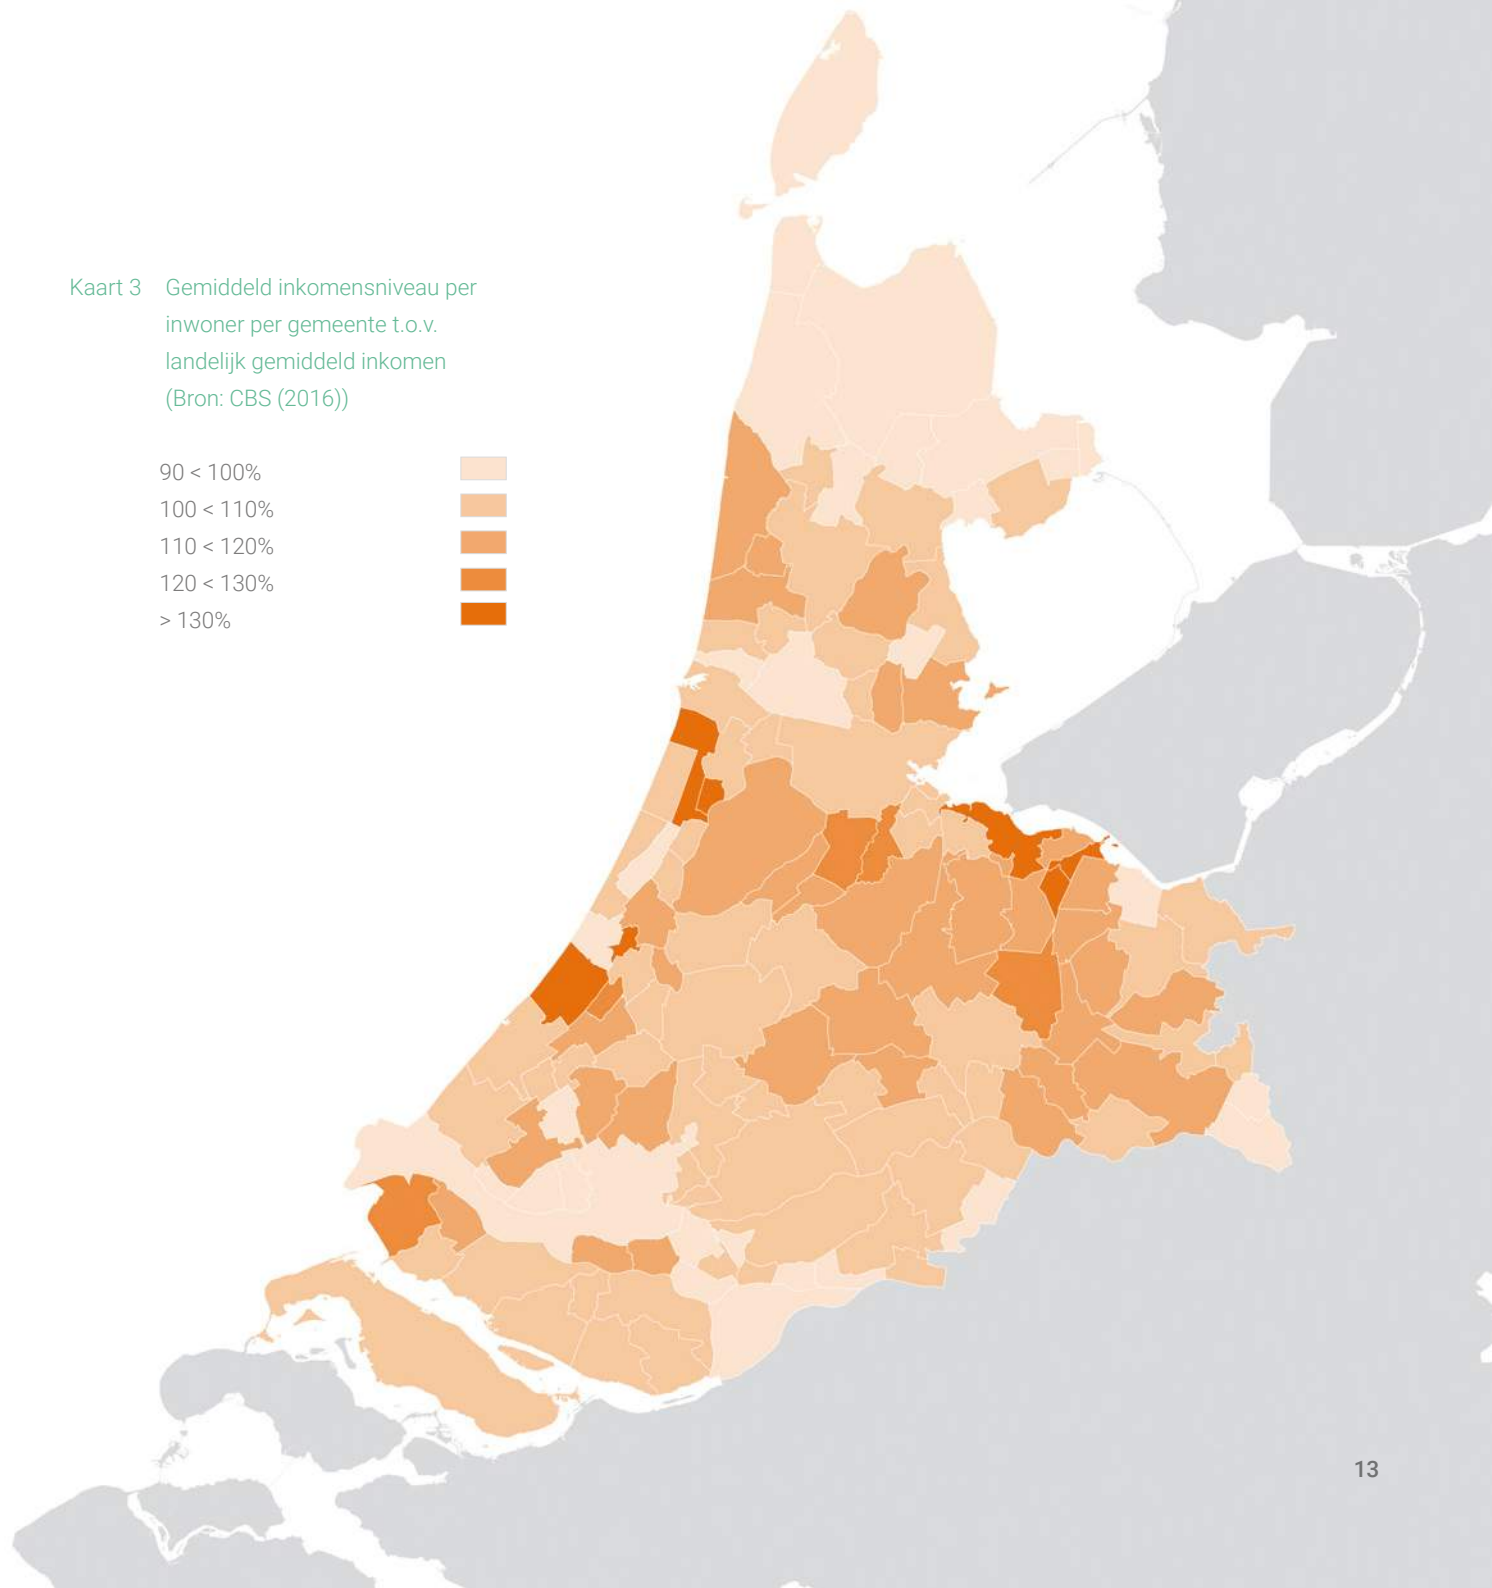 Kaart 3 Gemiddeld inkomensniveau per
inwoner per gemeente t.o.v.
landelijk gemiddeld inkomen
(Bron: CBS (2016))
90 < 100%
100 < 110%
110 < 120%
120 < 130%
> 130%
13